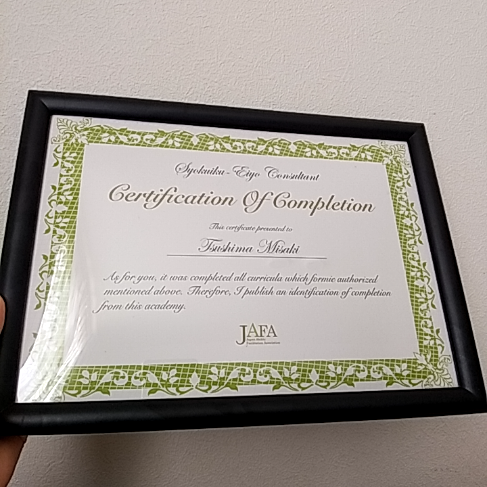 Syokuiku-Eiyo Consultant
Certification Of Completion
This certificate presented to
Tsushima Misaki
As for you, it was completed all curricula which formie authorized
mentioned above. Therefore, I publish an identification of completion
from this academy.
JAFA